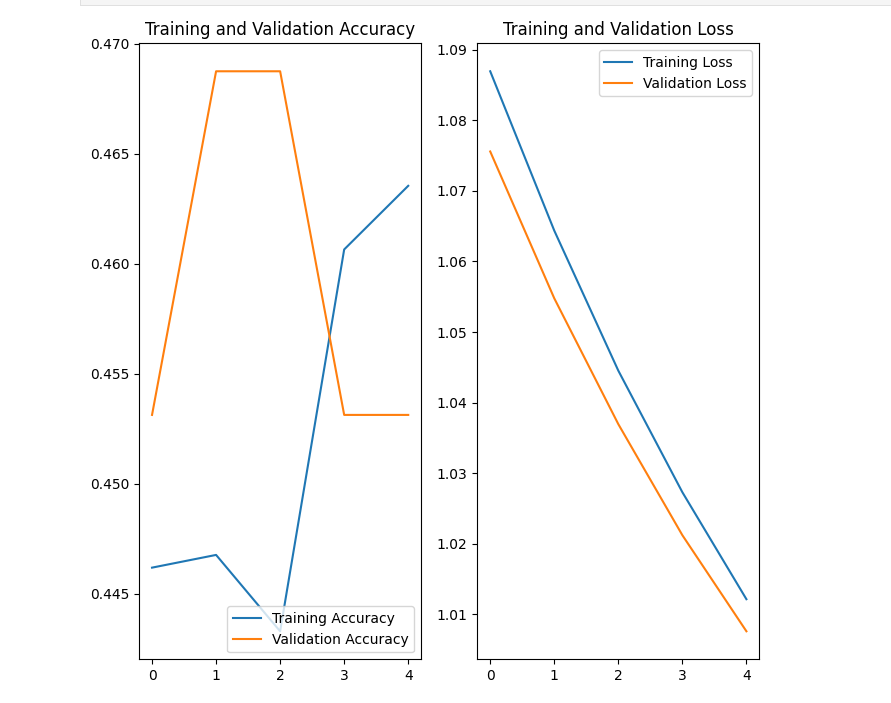 Training and Validation Accuracy
0.470
0.465
0.460
0.455
0.450
0.445
0 1 2 3 4
Training Accuracy
Validation Accuracy
Training and Validation Loss
1.09
1.08
1.07
1.06
1.05
1.04
1.03
1.02
1.01
0 1 2 3 4
Training Loss
Validation Loss